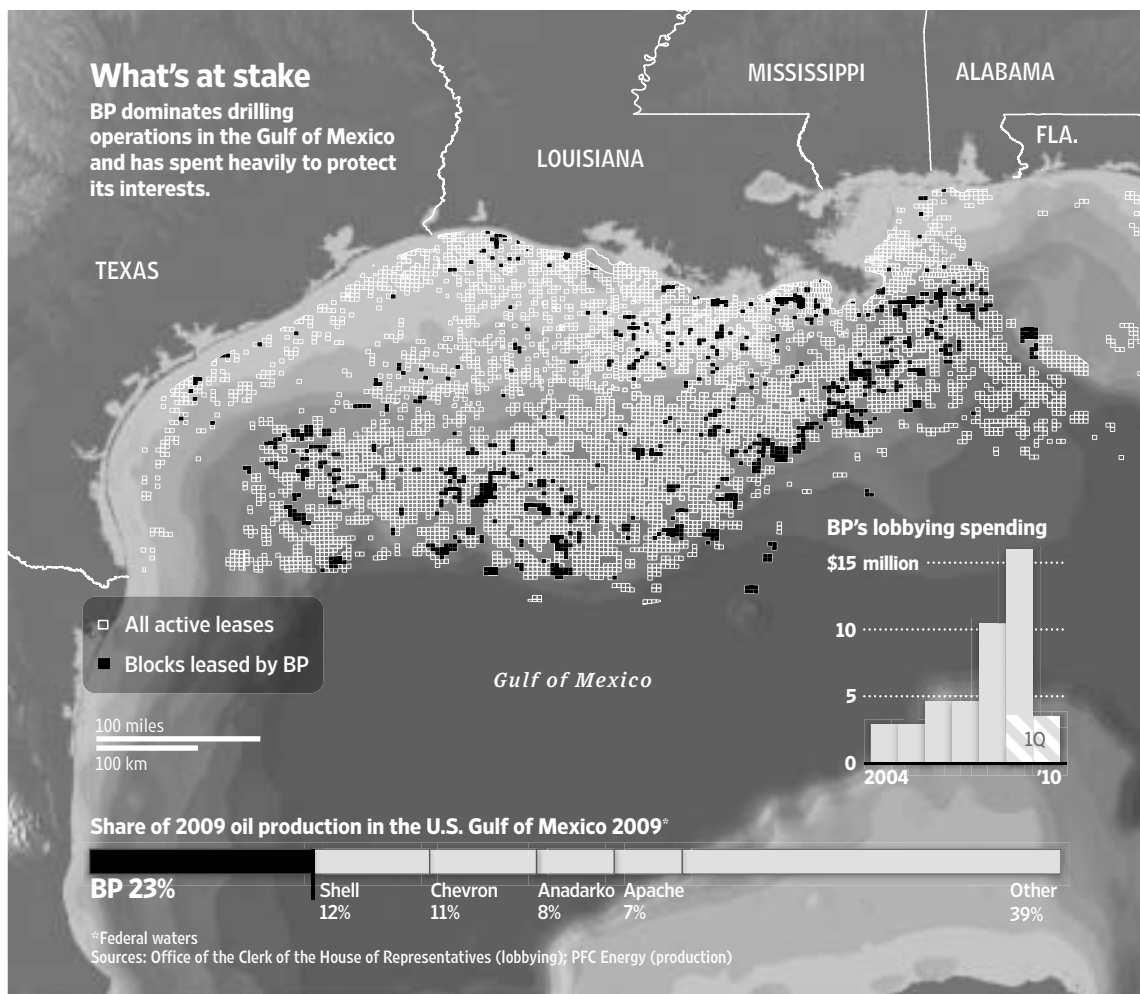 What's at stake
BP dominates drilling
operations in the Gulf of Mexico
and has spent heavily to protect
its interests.
MISSISSIPPI
ALABAMA
FLA.
LOUISIANA
TEXAS
BP's lobbying spending
$15 million
10
5
0
1Q
2004
'10
All active leases
Blocks leased by BP
Gulf of Mexico
100 miles
100 km
Share of 2009 oil production in the U.S. Gulf of Mexico 2009*
BP 23%
Shell
12%
Chevron
11%
Anadarko
8%
Apache
7%
Other
39%
*Federal waters
Sources: Office of the Clerk of the House of Representatives (lobbying); PFC Energy (production)